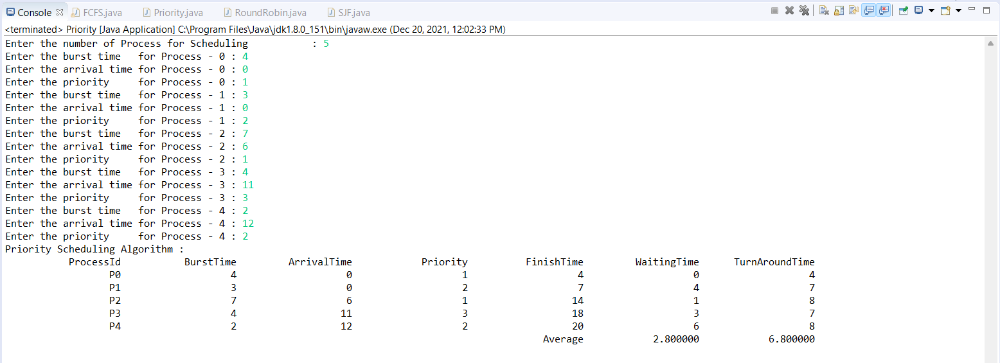 Console FCFS.java Priority.java RoundRobin.java SJF.java
<terminated> Priority [Java Application] C:\Program Files\Java\jdk1.8.0_151\bin\javaw.exe (Dec 20, 2021, 12:02:33 PM)
Enter the number of Process for Scheduling           : 5
Enter the burst time   for Process - 0 : 4
Enter the arrival time for Process - 0 : 0
Enter the priority     for Process - 0 : 1
Enter the burst time   for Process - 1 : 3
Enter the arrival time for Process - 1 : 0
Enter the priority     for Process - 1 : 2
Enter the burst time   for Process - 2 : 7
Enter the arrival time for Process - 2 : 6
Enter the priority     for Process - 2 : 1
Enter the burst time   for Process - 3 : 4
Enter the arrival time for Process - 3 : 11
Enter the priority     for Process - 3 : 3
Enter the burst time   for Process - 4 : 2
Enter the arrival time for Process - 4 : 12
Enter the priority     for Process - 4 : 2
Priority Scheduling Algorithm :
ProcessId BurstTime ArrivalTime Priority FinishTime WaitingTime TurnAroundTime
P0 4 0 1 4 0 4
P1 3 0 2 7 4 7
P2 7 6 1 14 1 8
P3 4 11 3 18 3 7
P4 2 12 2 20 6 8
Average 2.800000 6.800000